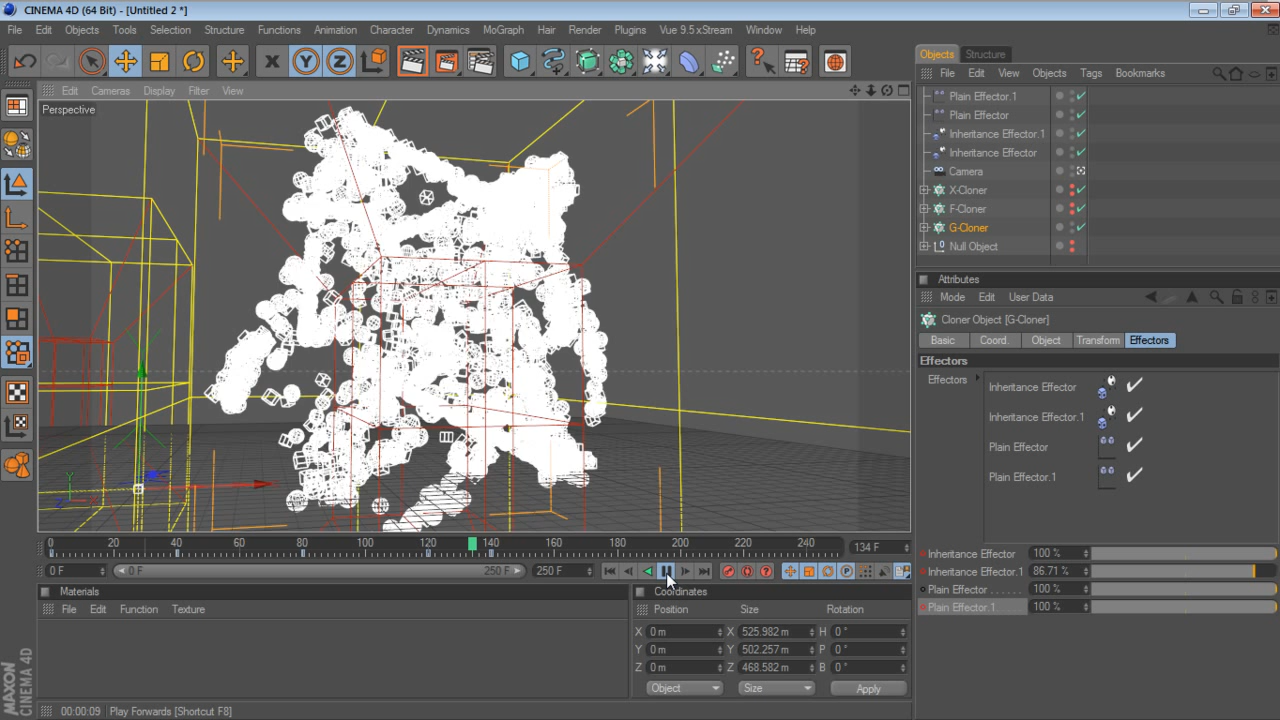 CINEMA 4D (64 Bit) - [Untitled 2 *]
File Edit Objects Tools Selection Structure Functions Animation Character Dynamics MoGraph Hair Render Plugins Vue 9.5 xStream Window Help
Objects Structure
File Edit View Objects Tags Bookmarks
Edit Cameras Display Filter View
Perspective
Plain Effector.1
Plain Effector
Inheritance Effector.1
Inheritance Effector
Camera
X-Cloner
F-Cloner
G-Cloner
Null Object
Attributes
Mode Edit User Data
Cloner Object [G-Cloner]
Basic Coord. Object Transform Effectors
Effectors
Effectors
Inheritance Effector
Inheritance Effector.1
Plain Effector
Plain Effector.1
Inheritance Effector 100 %
Inheritance Effector.1 86.71 %
Plain Effector . . . . . . 100 %
Plain Effector.1 100 %
0 20 40 60 80 100 120 140 160 180 200 220 240 134 F
0 F 0 F 250 F 250 F
Materials
File Edit Function Texture
Coordinates
Position Size Rotation
X 0 m X 525.982 m H 0 °
Y 0 m Y 502.257 m P 0 °
Z 0 m Z 468.582 m B 0 °
Object Size Apply
MAXON
CINEMA 4D
00:00:09 Play Forwards [Shortcut F8]